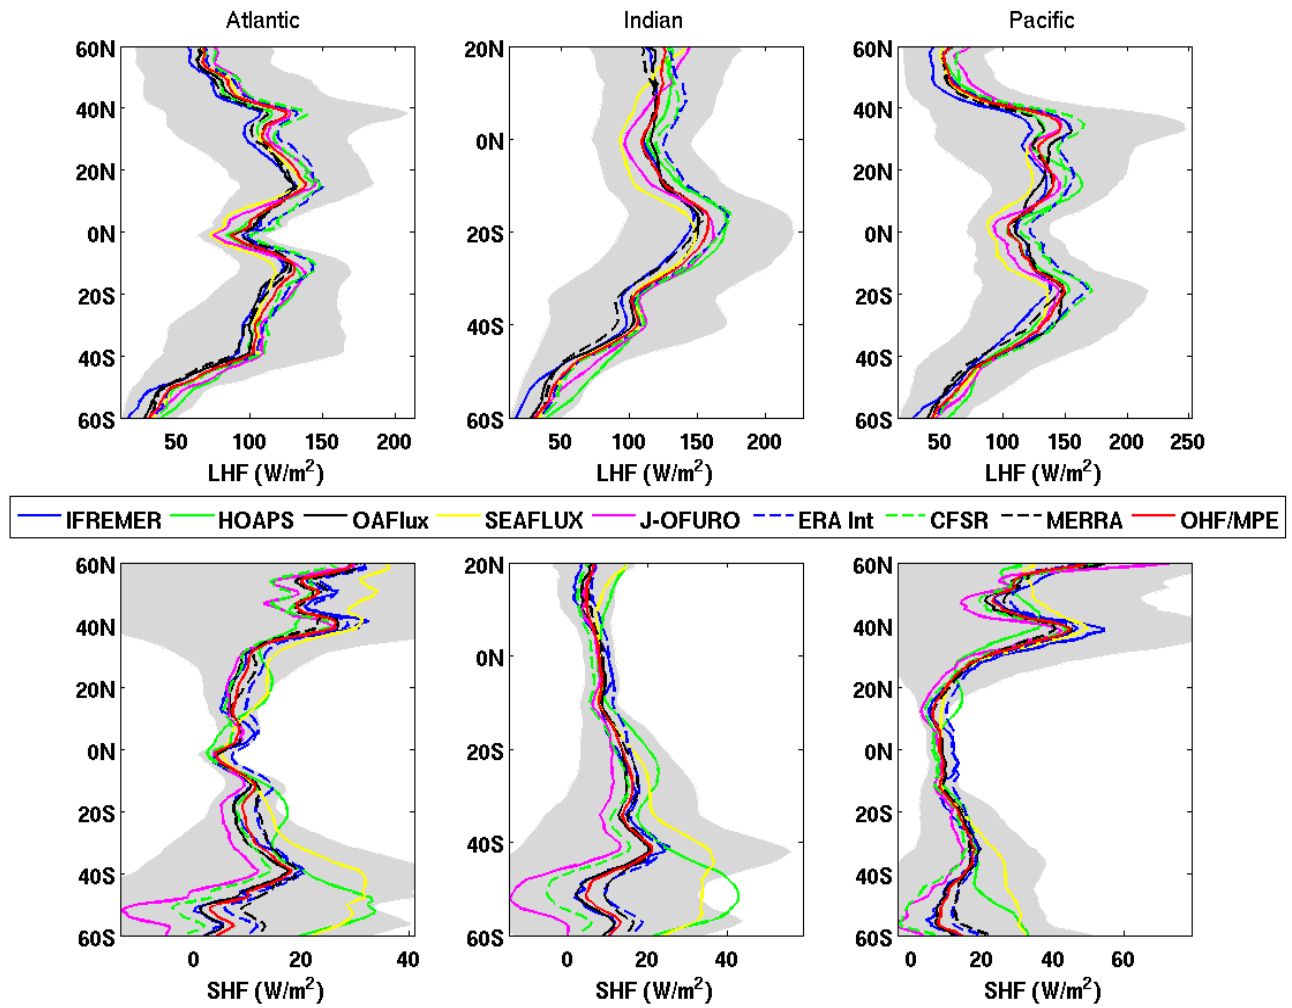 Atlantic
Indian
Pacific
60N
40N
20N
0N
20S
40S
60S
50 100 150 200
LHF (W/m²)
20N
0N
20S
40S
60S
50 100 150 200
LHF (W/m²)
60N
40N
20N
0N
20S
40S
60S
50 100 150 200 250
LHF (W/m²)
IFREMER HOAPS OAFlux SEAFLUX J-OFURO ERA Int CFSR MERRA OHF/MPE
60N
40N
20N
0N
20S
40S
60S
0 20 40
SHF (W/m²)
20N
0N
20S
40S
60S
0 20 40
SHF (W/m²)
60N
40N
20N
0N
20S
40S
60S
0 20 40 60
SHF (W/m²)